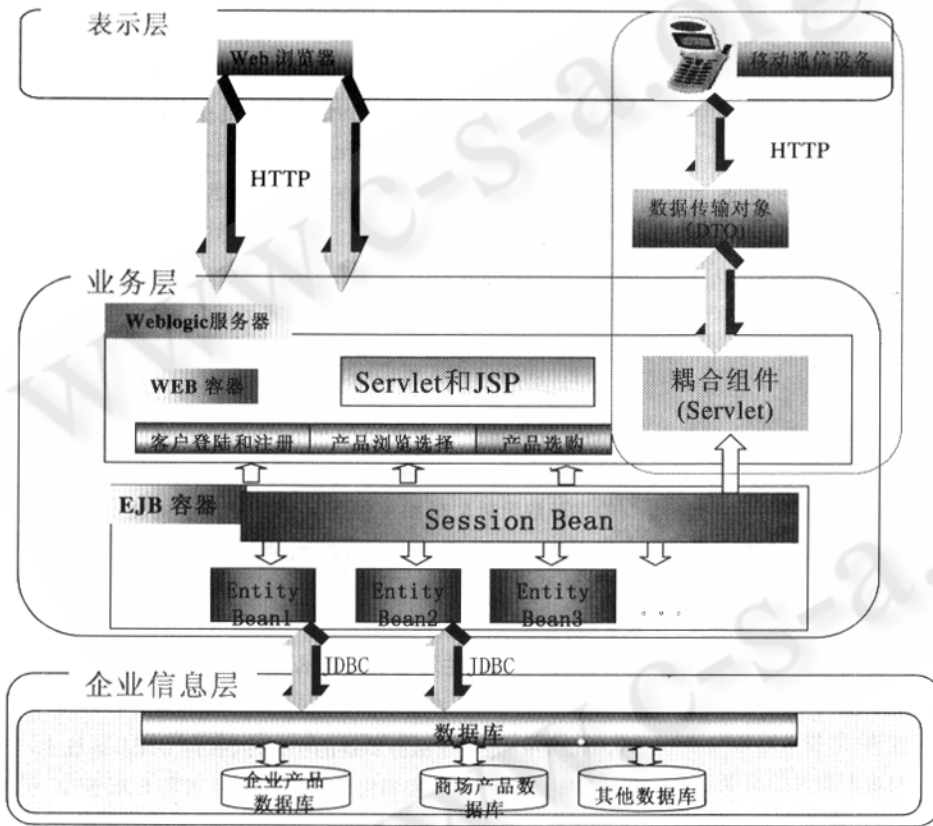 表示层
Web 浏览器
移动通信设备
HTTP
HTTP
数据传输对象
(DTO)
业务层
Weblogic服务器
WEB 容器
Servlet和JSP
耦合组件
(Servlet)
客户登陆和注册
产品浏览选择
产品选购
EJB 容器
Session Bean
Entity
Bean1
Entity
Bean2
Entity
Bean3
...
JDBC
JDBC
企业信息层
数据库
企业产品
数据库
商场产品数
据库
其他数据库
www.c-s-a.org
www.c-s-a.